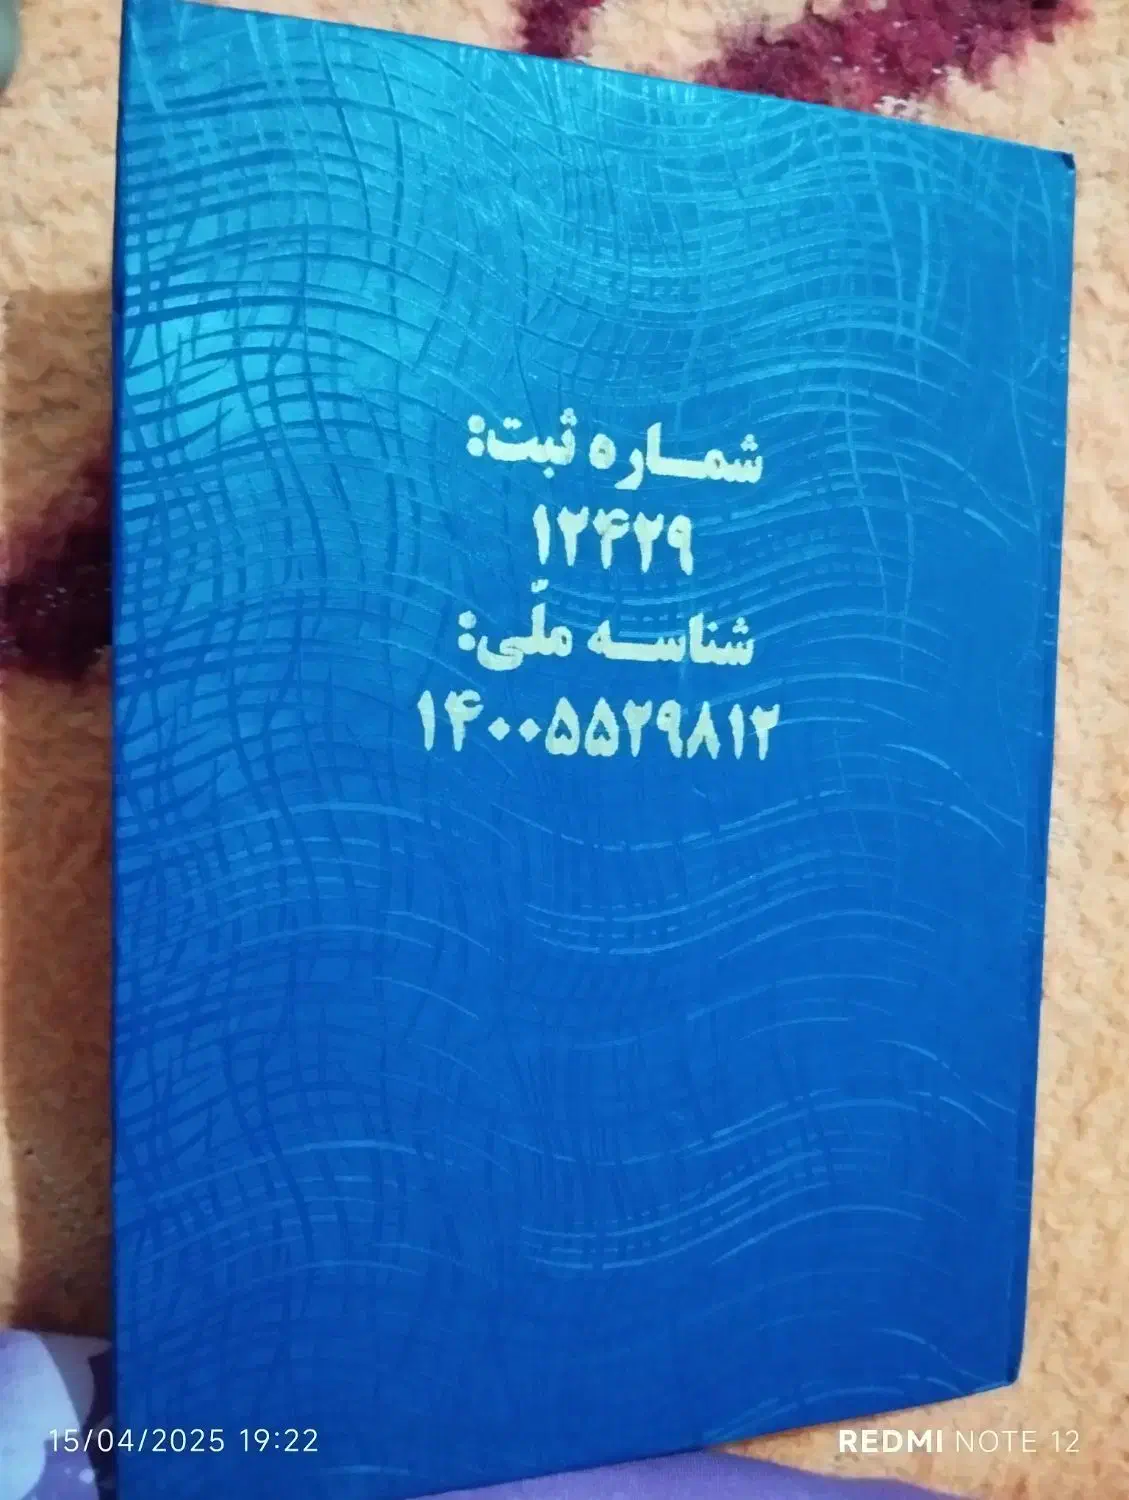 شماره ثبت:
۱۲۴۲۹
شناسه ملّی:
۱۴۰۰۵۵۲۹۸۱۲
15/04/2025 19:22
REDMI NOTE 12